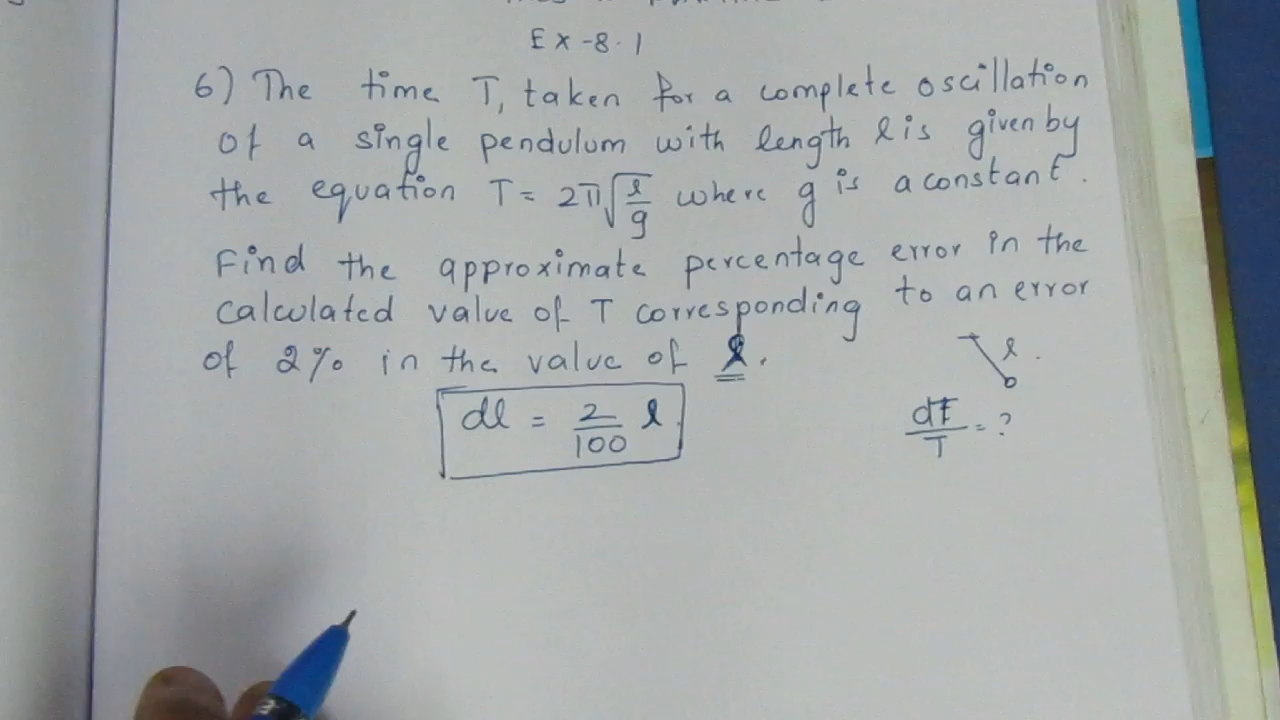 Ex-8.1
6) The time T, taken for a complete oscillation
of a single pendulum with length l is given by
the equation T = 2π√(l/g) where g is a constant.
Find the approximate percentage error in the
calculated value of T corresponding to an error
of 2% in the value of l.
l.
dl = 2/100 l
dT/T = ?